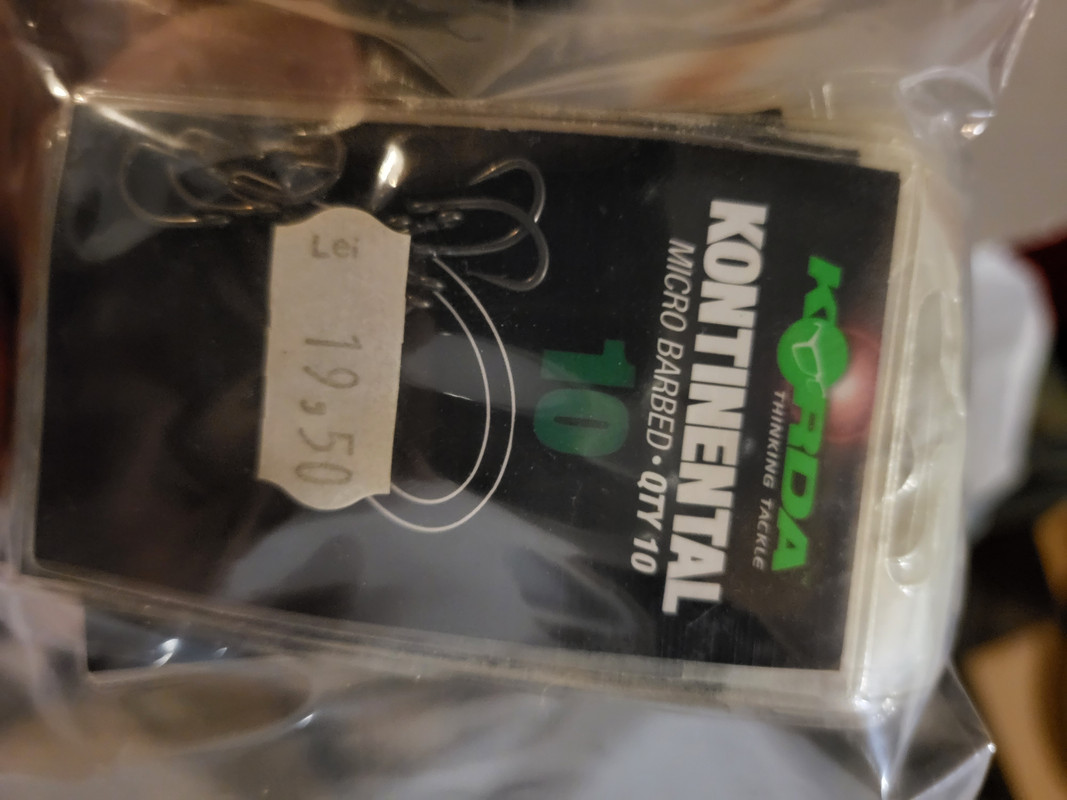 KORDA
THINKING TACKLE
KONTINENTAL
MICRO BARBED • QTY 10
10
Lei
19,50